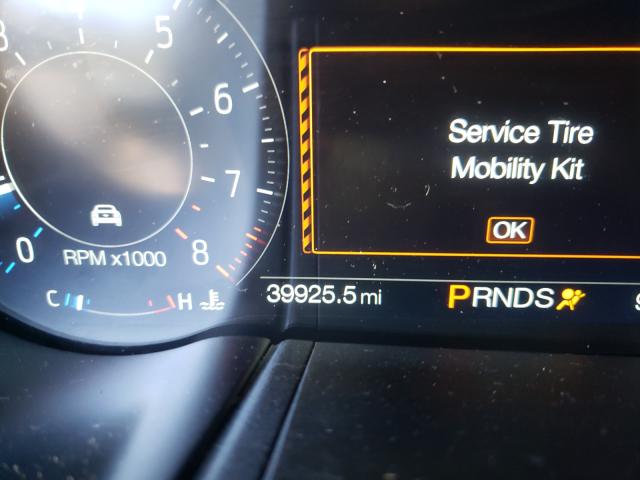 5
6
7
8
0
RPM x1000
C
H
Service Tire
Mobility Kit
OK
39925.5 mi
PRNDS